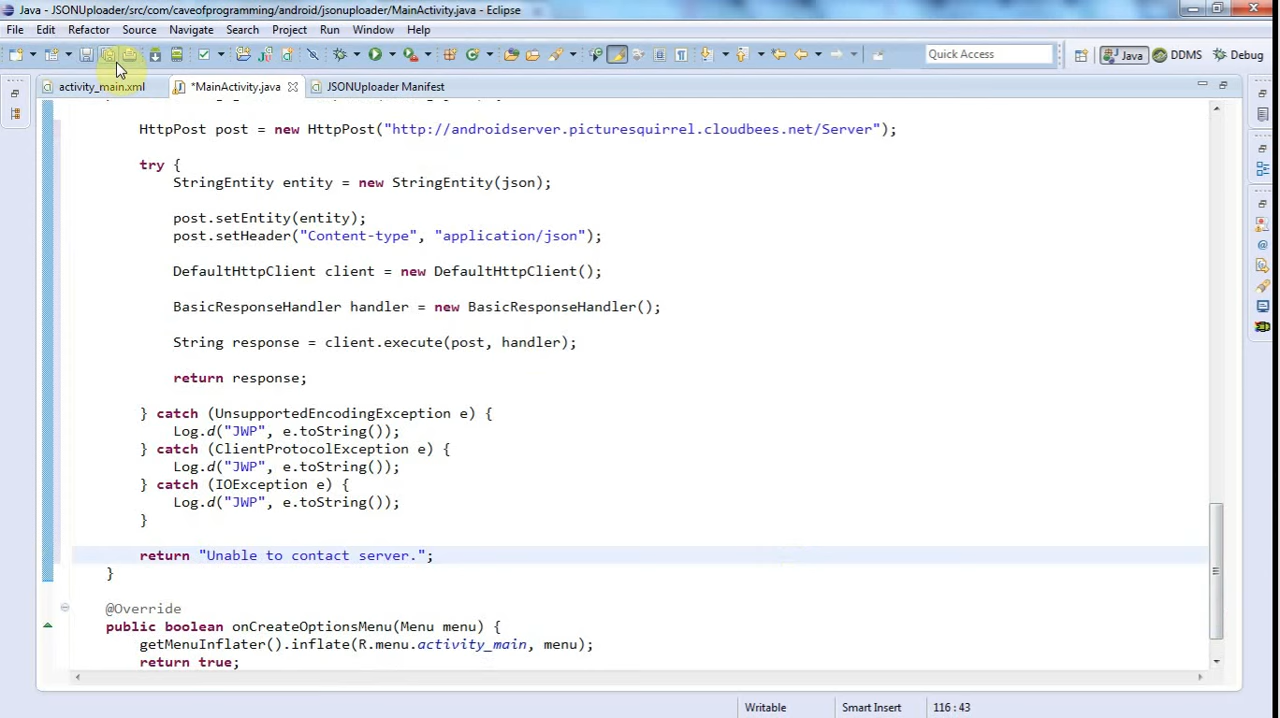 Java - JSONUploader/src/com/caveofprogramming/android/jsonuploader/MainActivity.java - Eclipse
File Edit Refactor Source Navigate Search Project Run Window Help
Quick Access Java DDMS Debug
activity_main.xml *MainActivity.java JSONUploader Manifest
HttpPost post = new HttpPost("http://androidserver.picturesquirrel.cloudbees.net/Server");
try {
StringEntity entity = new StringEntity(json);
post.setEntity(entity);
post.setHeader("Content-type", "application/json");
DefaultHttpClient client = new DefaultHttpClient();
BasicResponseHandler handler = new BasicResponseHandler();
String response = client.execute(post, handler);
return response;
} catch (UnsupportedEncodingException e) {
Log.d("JWP", e.toString());
} catch (ClientProtocolException e) {
Log.d("JWP", e.toString());
} catch (IOException e) {
Log.d("JWP", e.toString());
}
return "Unable to contact server.";
}
@Override
public boolean onCreateOptionsMenu(Menu menu) {
getMenuInflater().inflate(R.menu.activity_main, menu);
return true;
Writable Smart Insert 116 : 43